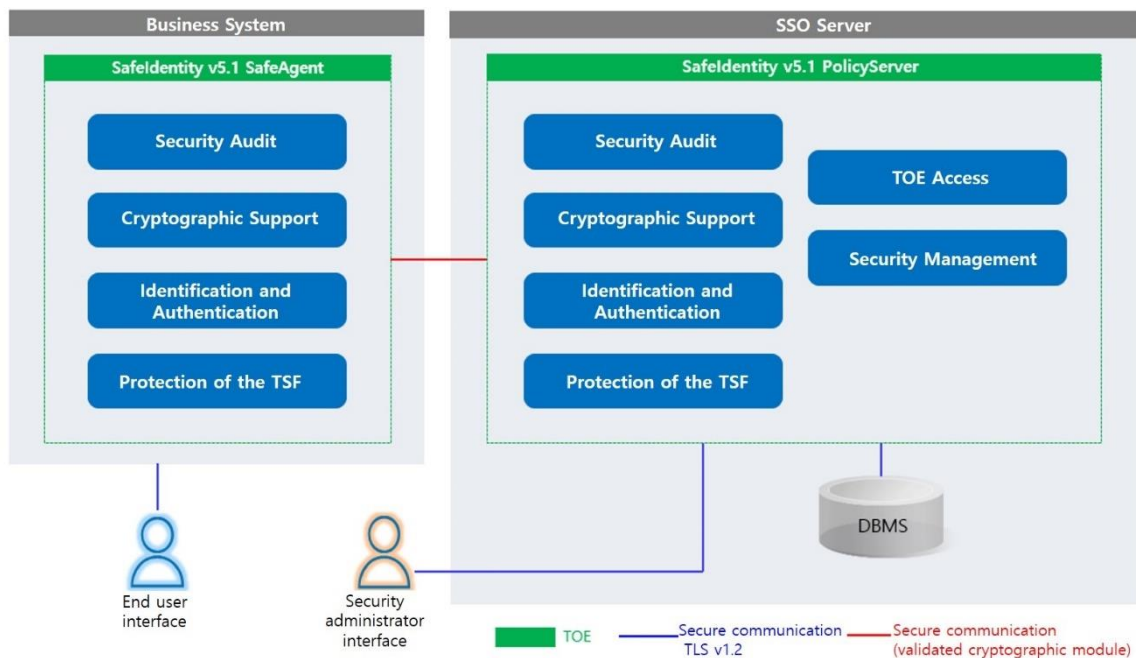 Business System
SafeIdentity v5.1 SafeAgent
Security Audit
Cryptographic Support
Identification and
Authentication
Protection of the TSF
SSO Server
SafeIdentity v5.1 PolicyServer
Security Audit
Cryptographic Support
Identification and
Authentication
Protection of the TSF
TOE Access
Security Management
DBMS
End user
interface
Security
administrator
interface
TOE
Secure communication
TLS v1.2
Secure communication
(validated cryptographic module)